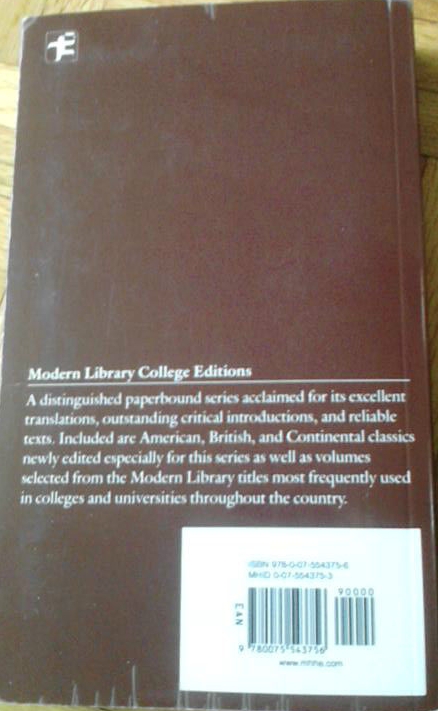 Modern Library College Editions
A distinguished paperbound series acclaimed for its excellent
translations, outstanding critical introductions, and reliable
texts. Included are American, British, and Continental classics
newly edited especially for this series as well as volumes
selected from the Modern Library titles most frequently used
in colleges and universities throughout the country.
ISBN 978-0-07-554375-6
MHID 0-07-554375-3
90000
EAN
9 780075 543756
www.mhhe.com